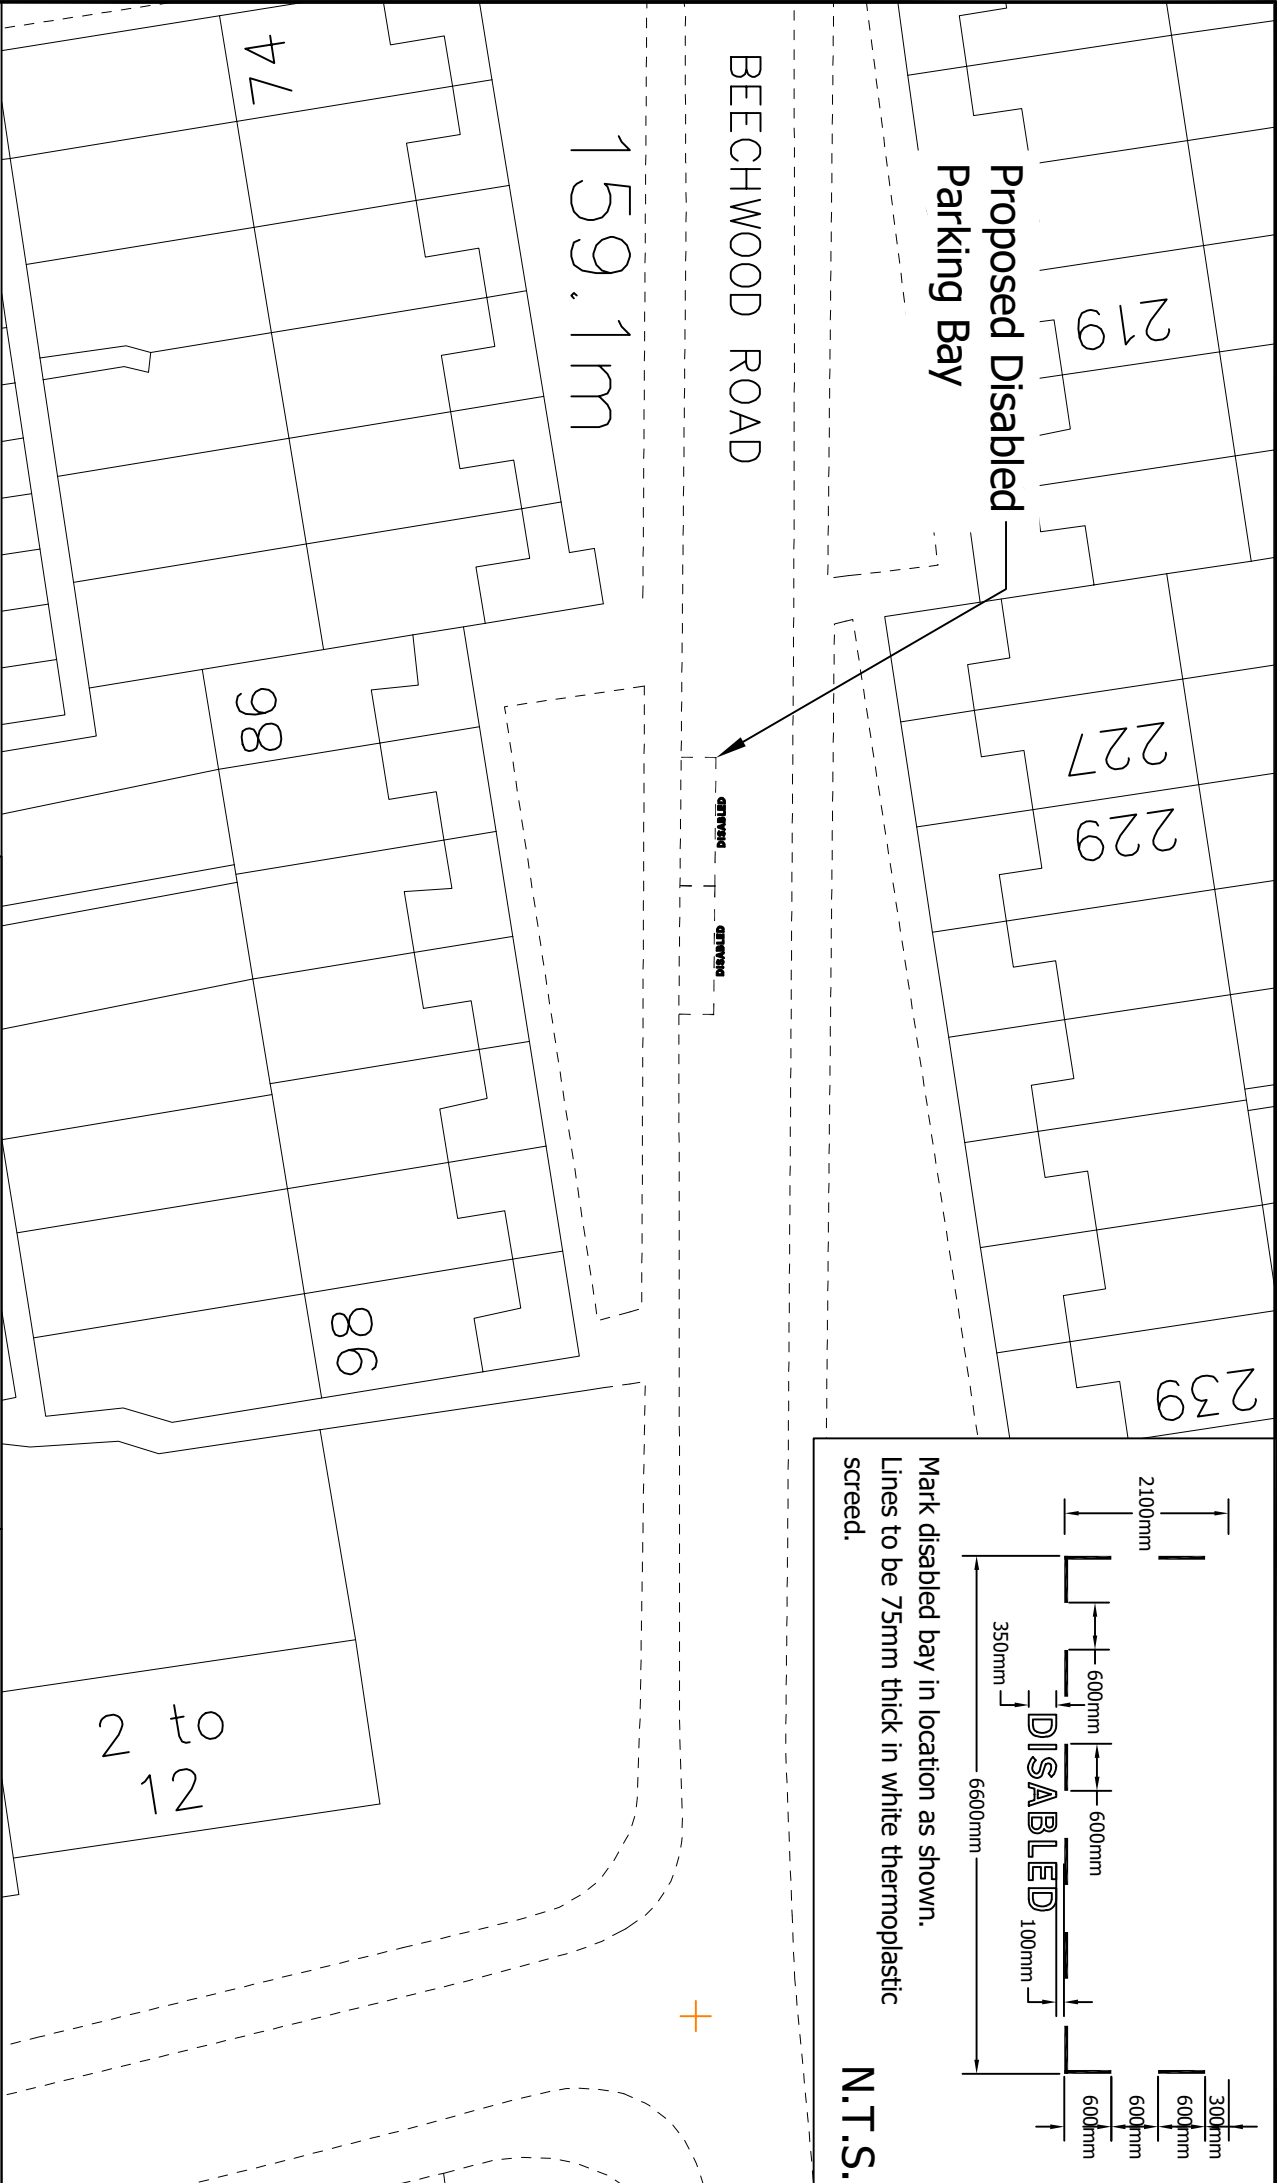 74
BEECHWOOD ROAD
159.1m
Proposed Disabled
Parking Bay
219
227
229
239
86
98
DISABLED
DISABLED
2 to
12
2100mm
600mm
600mm
350mm
DISABLED
100mm
6600mm
300mm
600mm
600mm
600mm
Mark disabled bay in location as shown.
Lines to be 75mm thick in white thermoplastic
screed.
N.T.S.